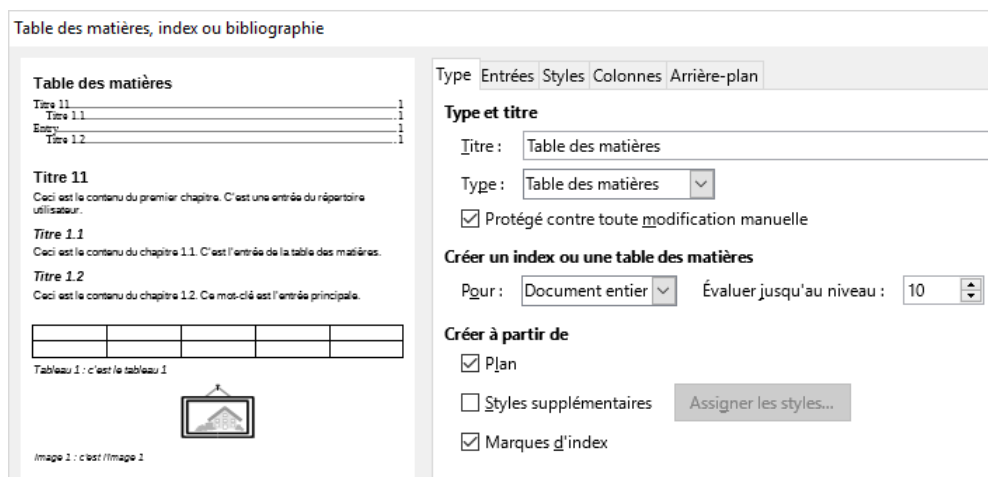 Table des matières, index ou bibliographie
Table des matières
Titre 11 1
Titre 1.1 1
Entry 1
Titre 1.2 1
Titre 11
Ceci est le contenu du premier chapitre. C'est une entrée du répertoire
utilisateur.
Titre 1.1
Ceci est le contenu du chapitre 1.1. C'est l'entrée de la table des matières.
Titre 1.2
Ceci est le contenu du chapitre 1.2. Ce mot-clé est l'entrée principale.
Tableau 1 : c'est le tableau 1
Image 1 : c'est l'image 1
Type Entrées Styles Colonnes Arrière-plan
Type et titre
Titre : Table des matières
Type : Table des matières
Protégé contre toute modification manuelle
Créer un index ou une table des matières
Pour : Document entier Évaluer jusqu'au niveau : 10
Créer à partir de
Plan
Styles supplémentaires Assigner les styles...
Marques d'index